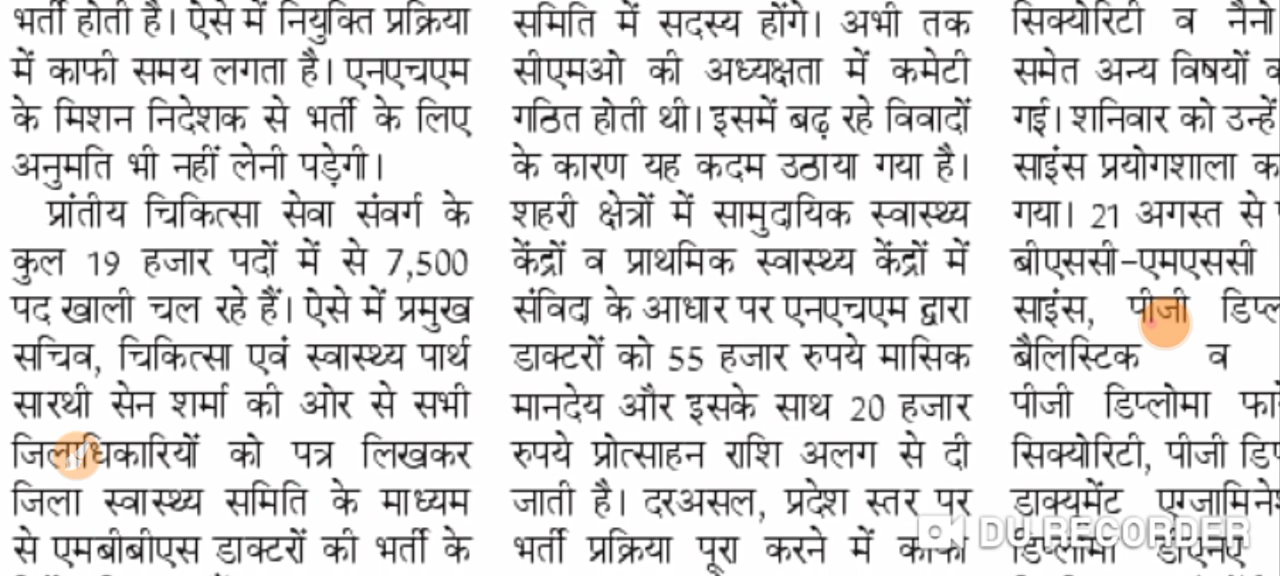 भर्ती होती है। ऐसे में नियुक्ति प्रक्रिया
में काफी समय लगता है। एनएचएम
के मिशन निदेशक से भर्ती के लिए
अनुमति भी नहीं लेनी पड़ेगी।
प्रांतीय चिकित्सा सेवा संवर्ग के
कुल 19 हजार पदों में से 7,500
पद खाली चल रहे हैं। ऐसे में प्रमुख
सचिव, चिकित्सा एवं स्वास्थ्य पार्थ
सारथी सेन शर्मा की ओर से सभी
जिलाधिकारियों को पत्र लिखकर
जिला स्वास्थ्य समिति के माध्यम
से एमबीबीएस डाक्टरों की भर्ती के
समिति में सदस्य होंगे। अभी तक
सीएमओ की अध्यक्षता में कमेटी
गठित होती थी। इसमें बढ़ रहे विवादों
के कारण यह कदम उठाया गया है।
शहरी क्षेत्रों में सामुदायिक स्वास्थ्य
केंद्रों व प्राथमिक स्वास्थ्य केंद्रों में
संविदा के आधार पर एनएचएम द्वारा
डाक्टरों को 55 हजार रुपये मासिक
मानदेय और इसके साथ 20 हजार
रुपये प्रोत्साहन राशि अलग से दी
जाती है। दरअसल, प्रदेश स्तर पर
भर्ती प्रक्रिया पूरा करने में काफी
सिक्योरिटी व नैनो
समेत अन्य विषयों
गई। शनिवार को उन्हें
साइंस प्रयोगशाला
गया। 21 अगस्त से
बीएससी-एमएससी
साइंस, पीजी
बैलिस्टिक व
पीजी डिप्लोमा
सिक्योरिटी, पीजी
डाक्यमेंट
डिप्लोमा डीएनए
DU RECORDER